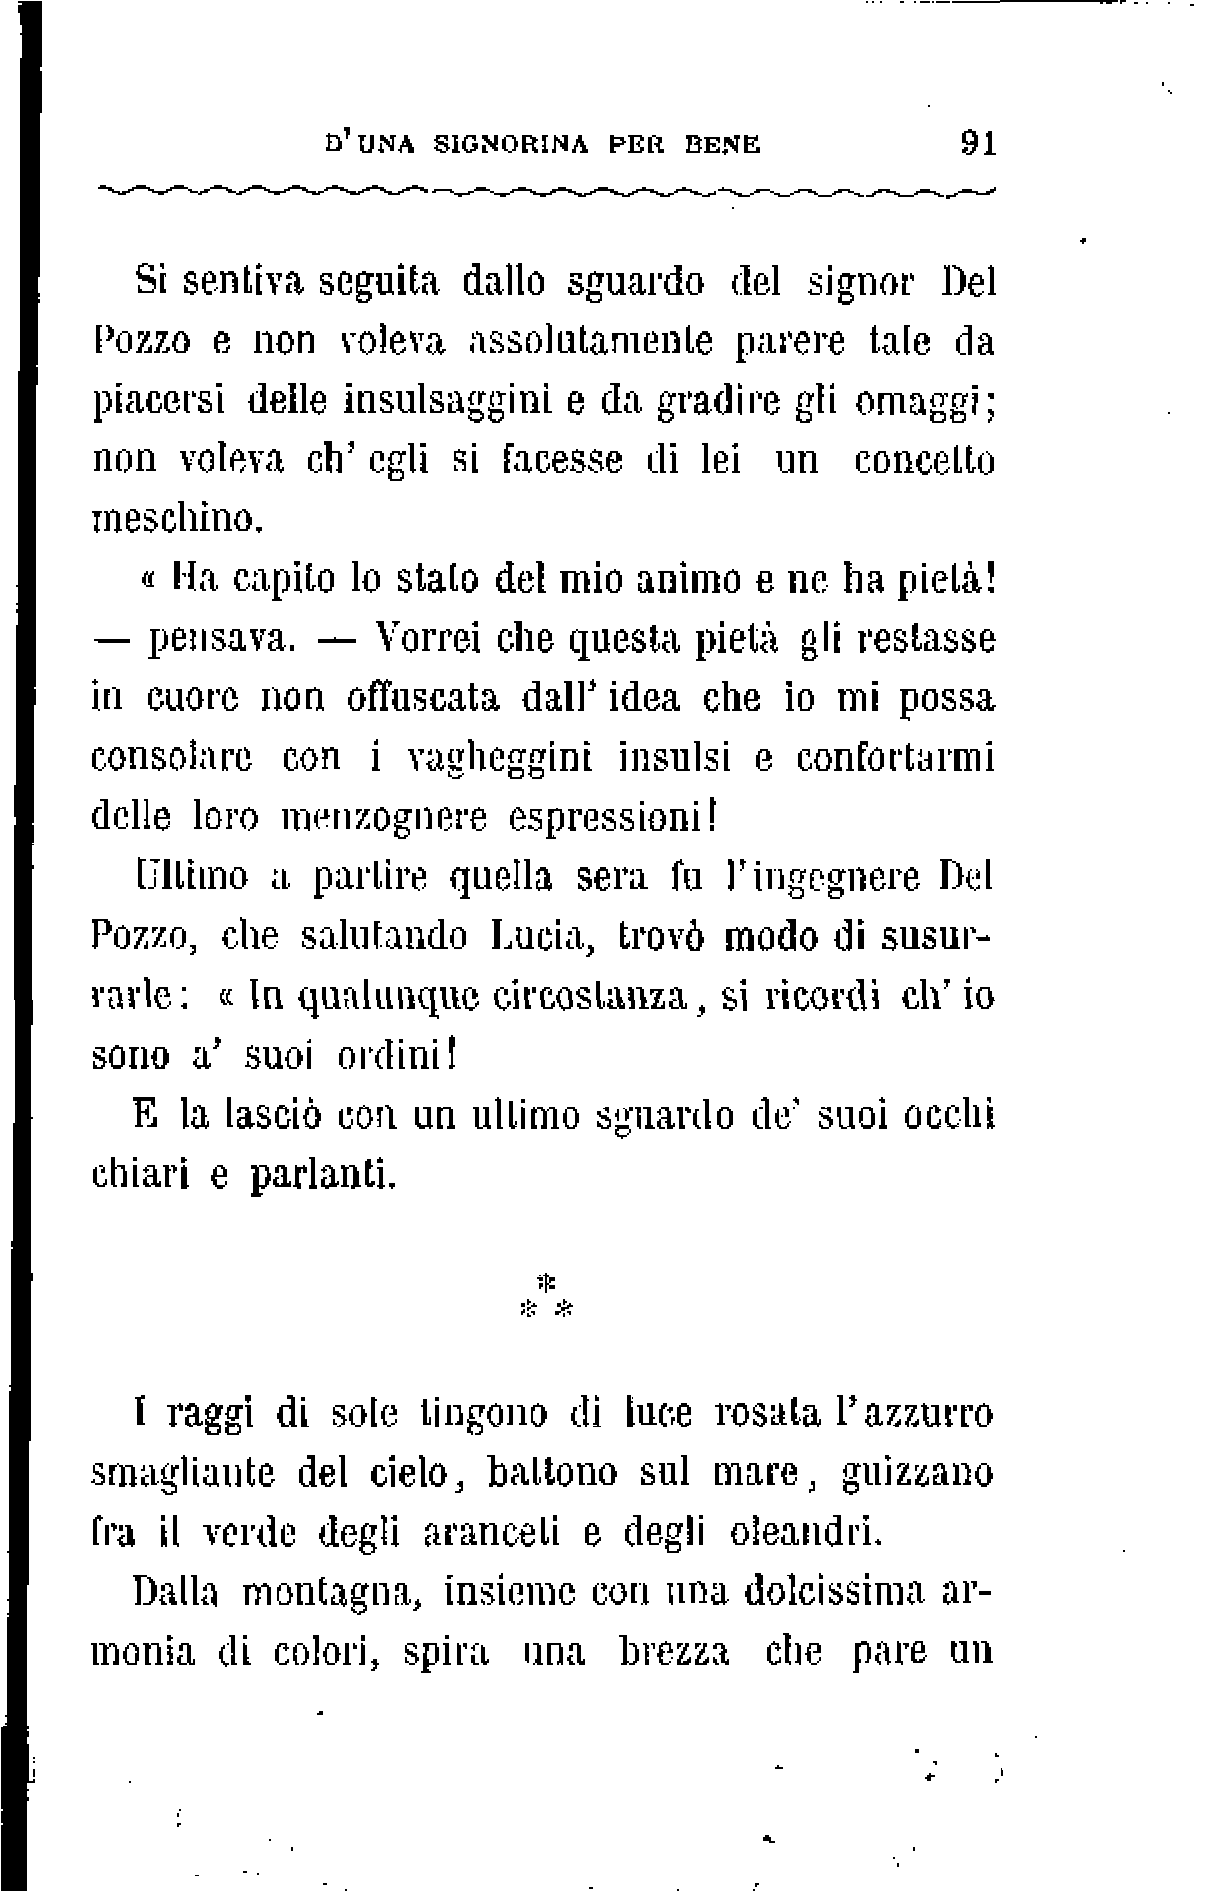 D'UNA SIGNORINA PER BENE 91
Si sentiva seguita dallo sguardo del signor Del
Pozzo e non voleva assolutamente parere tale da
piacersi delle insulsaggini e da gradire gli omaggi;
non voleva ch' egli si facesse di lei un concetto
meschino.
« Ha capito lo stato del mio animo e ne ha pietà!
— pensava. — Vorrei che questa pietà gli restasse
in cuore non offuscata dall' idea che io mi possa
consolare con i vagheggini insulsi e confortarmi
delle loro menzognere espressioni!
Ultimo a partire quella sera fu l'ingegnere Del
Pozzo, che salutando Lucia, trovò modo di susur-
rarle: « In qualunque circostanza, si ricordi ch' io
sono a' suoi ordini!
E la lasciò con un ultimo sguardo de' suoi occhi
chiari e parlanti.
*
* *
I raggi di sole tingono di luce rosata l'azzurro
smagliante del cielo, battono sul mare, guizzano
fra il verde degli aranceti e degli oleandri.
Dalla montagna, insieme con una dolcissima ar-
monia di colori, spira una brezza che pare un